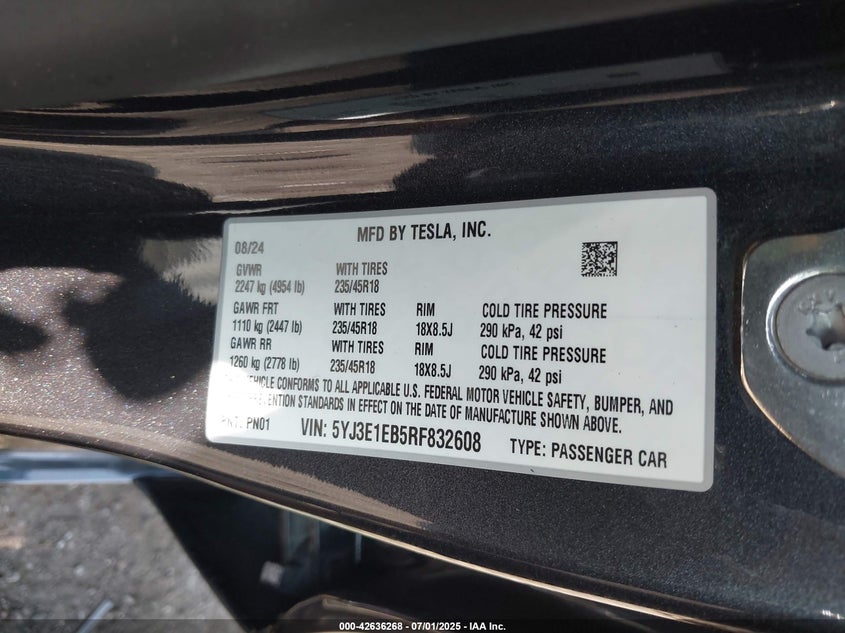 MFD BY TESLA, INC.
08/24
GVWR WITH TIRES
2247 kg (4954 lb) 235/45R18
GAWR FRT WITH TIRES RIM COLD TIRE PRESSURE
1110 kg (2447 lb) 235/45R18 18X8.5J 290 kPa, 42 psi
GAWR RR WITH TIRES RIM COLD TIRE PRESSURE
1260 kg (2778 lb) 235/45R18 18X8.5J 290 kPa, 42 psi
VEHICLE CONFORMS TO ALL APPLICABLE U.S. FEDERAL MOTOR VEHICLE SAFETY, BUMPER, AND
STANDARDS IN EFFECT ON THE DATE OF MANUFACTURE SHOWN ABOVE.
PNT: PN01 VIN: 5YJ3E1EB5RF832608 TYPE: PASSENGER CAR
000-42636268 - 07/01/2025 - IAA Inc.